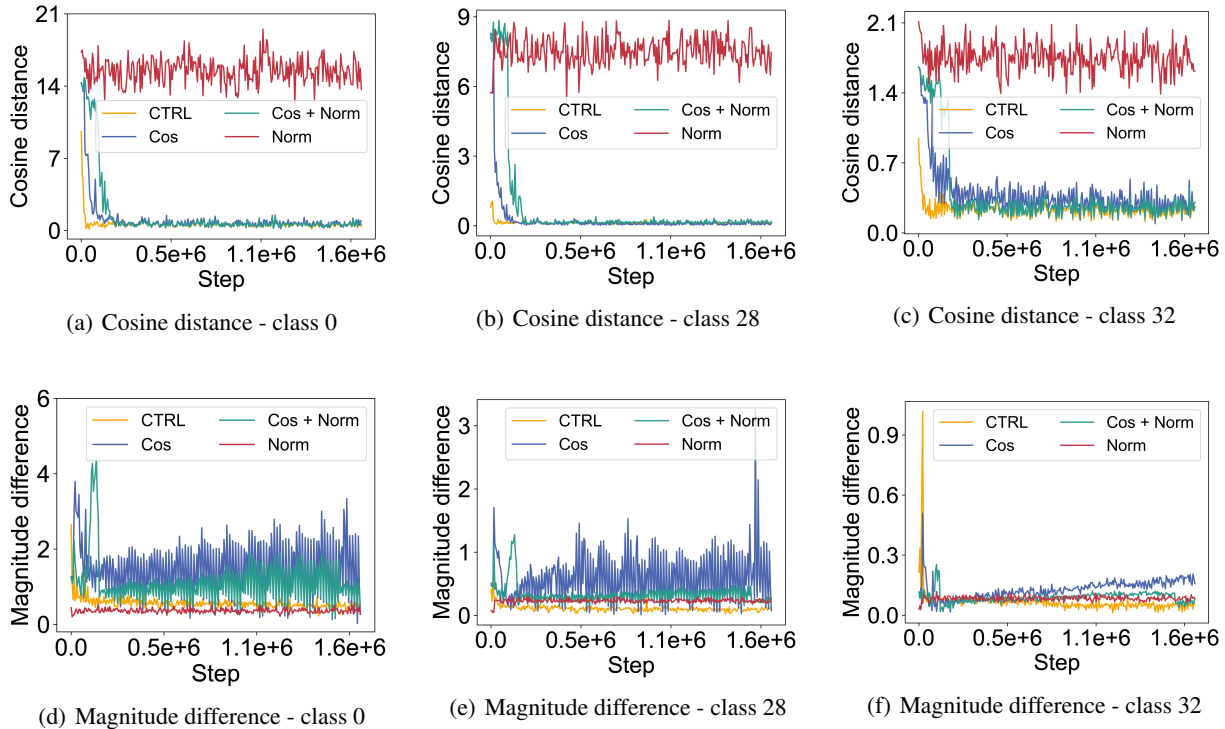 21
14
7
0
Cosine distance
CTRL
Cos
Cos + Norm
Norm
0.0
0.5e+6
1.1e+6
1.6e+6
Step
(a) Cosine distance - class 0
9
6
3
0
Cosine distance
CTRL
Cos
Cos + Norm
Norm
0.0
0.5e+6
1.1e+6
1.6e+6
Step
(b) Cosine distance - class 28
2.1
1.4
0.7
0.0
Cosine distance
CTRL
Cos
Cos + Norm
Norm
0.0
0.5e+6
1.1e+6
1.6e+6
Step
(c) Cosine distance - class 32
6
4
2
0
Magnitude difference
CTRL
Cos
Cos + Norm
Norm
0.0
0.5e+6
1.1e+6
1.6e+6
Step
(d) Magnitude difference - class 0
3
2
1
0
Magnitude difference
CTRL
Cos
Cos + Norm
Norm
0.0
0.5e+6
1.1e+6
1.6e+6
Step
(e) Magnitude difference - class 28
0.9
0.6
0.3
0.0
Magnitude difference
CTRL
Cos
Cos + Norm
Norm
0.0
0.5e+6
1.1e+6
1.6e+6
Step
(f) Magnitude difference - class 32